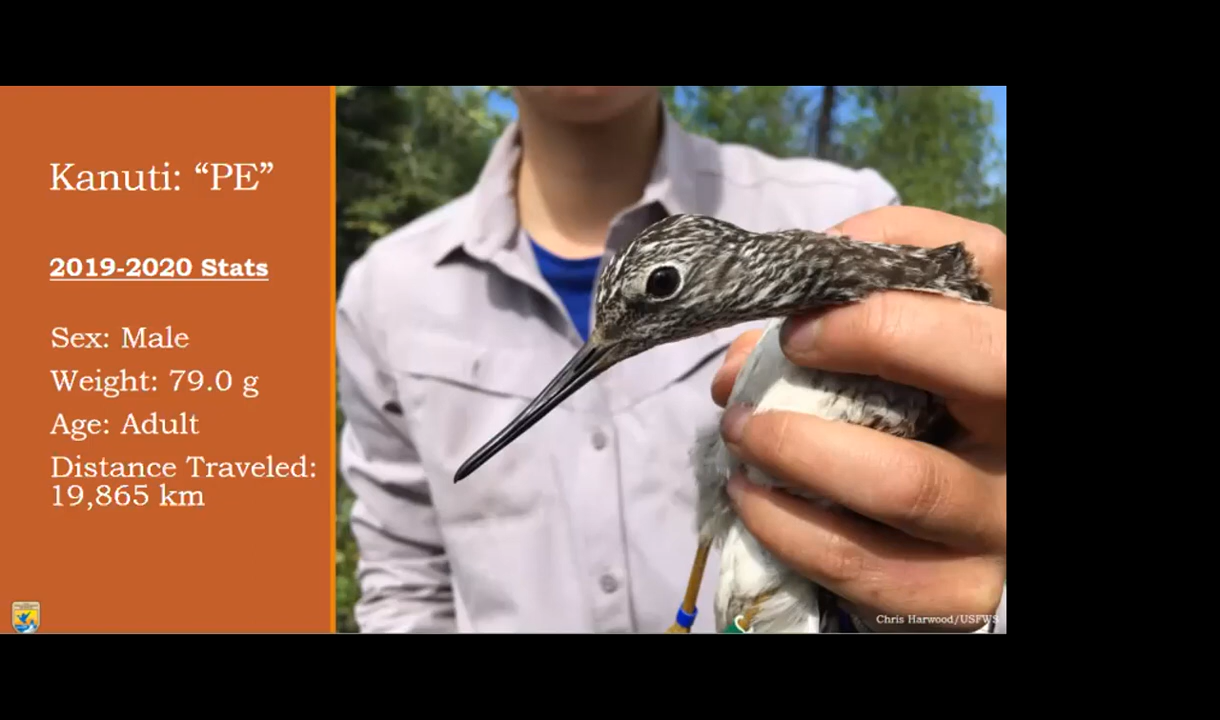 Kanuti: “PE”
2019-2020 Stats
Sex: Male
Weight: 79.0 g
Age: Adult
Distance Traveled:
19,865 km
Chris Harwood/USFWS